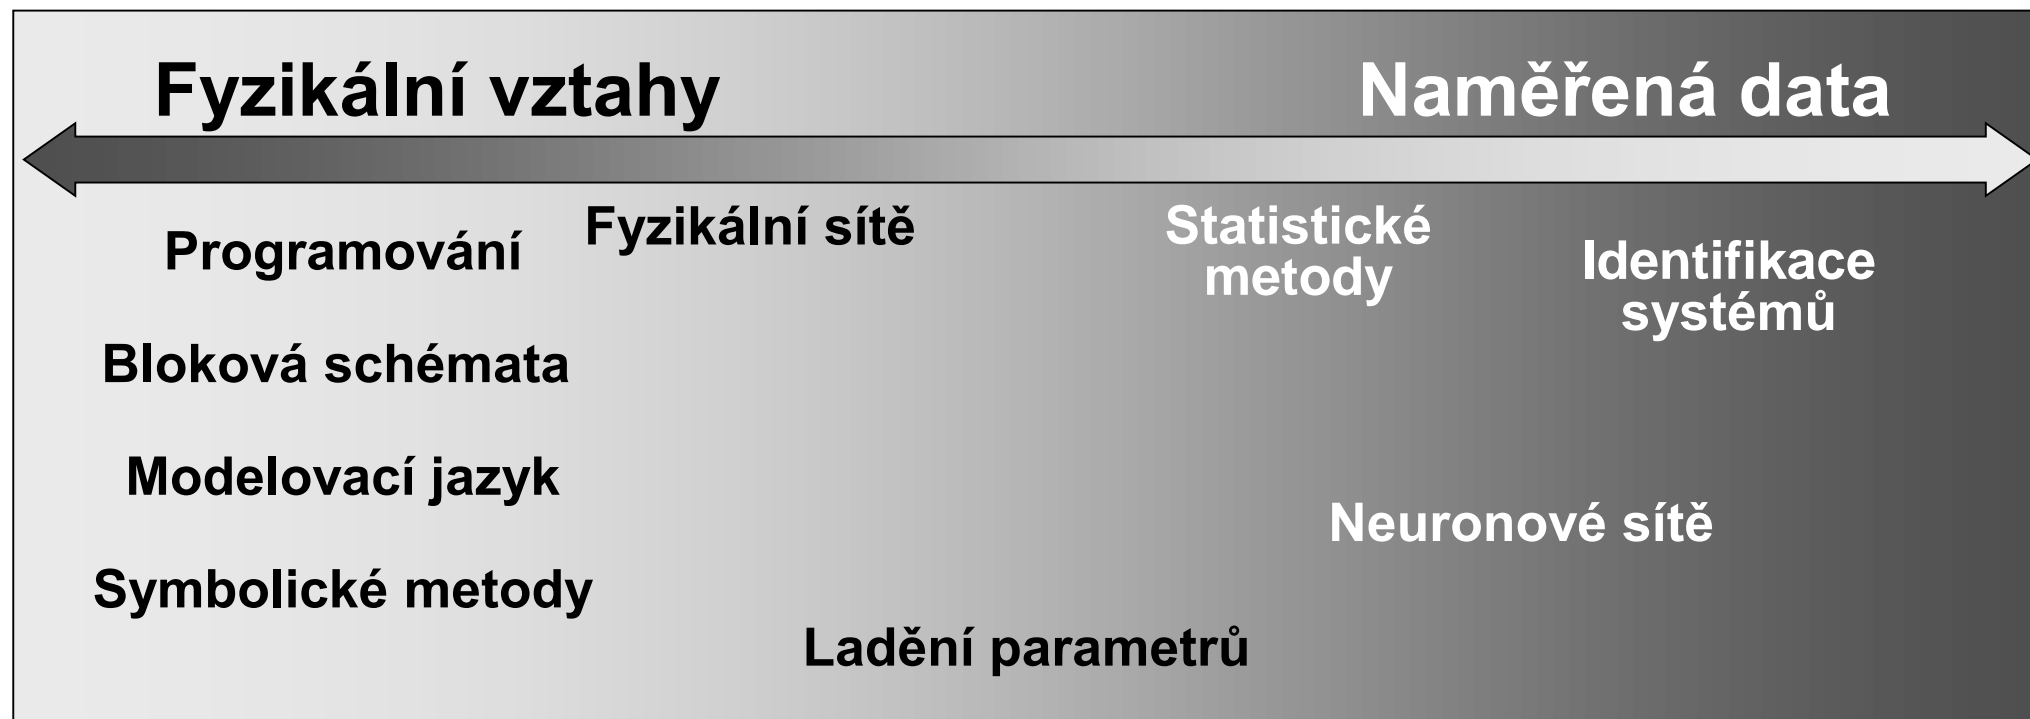 Fyzikální vztahy
Naměřená data
Programování
Fyzikální sítě
Statistické
metody
Identifikace
systémů
Bloková schémata
Modelovací jazyk
Neuronové sítě
Symbolické metody
Ladění parametrů